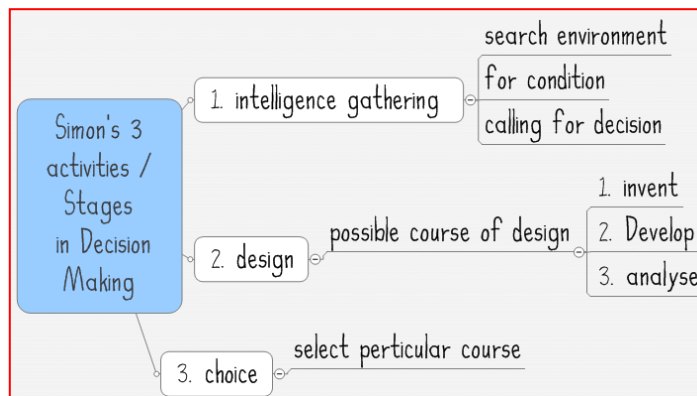 Simon's 3
activities /
Stages
in Decision
Making
1. intelligence gathering
search environment
for condition
calling for decision
2. design
possible course of design
1. invent
2. Develop
3. analyse
3. choice
select perticular course